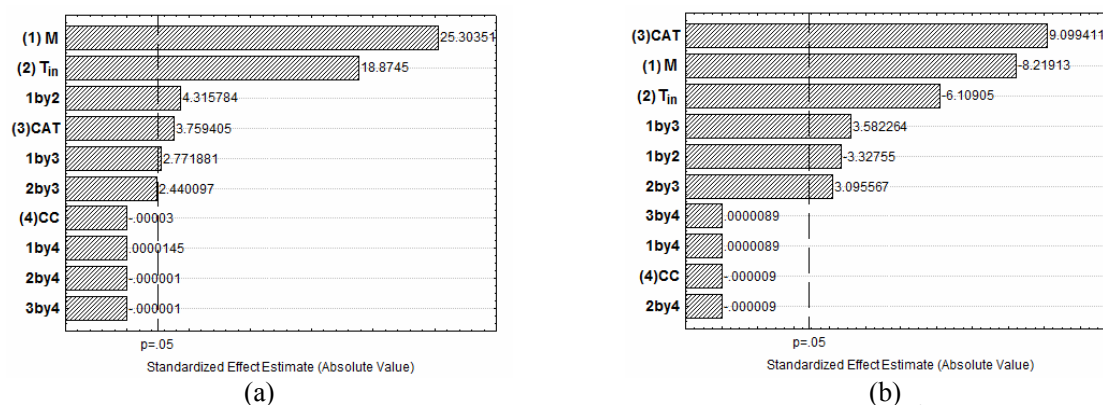 (1) M
25.30351
(2) Tin
18.8745
1by2
4.315784
(3)CAT
3.759405
1by3
2.771881
2by3
2.440097
(4)CC
-.00003
1by4
.0000145
2by4
-.000001
3by4
-.000001
p=.05
Standardized Effect Estimate (Absolute Value)
(a)
(3)CAT
9.099411
(1) M
-8.21913
(2) Tin
-6.10905
1by3
3.582264
1by2
-3.32755
2by3
3.095567
3by4
.0000089
1by4
.0000089
(4)CC
-.000009
2by4
-.000009
p=.05
Standardized Effect Estimate (Absolute Value)
(b)